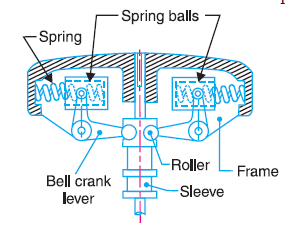 Spring balls
Spring
Roller
Frame
Bell crank
lever
Sleeve